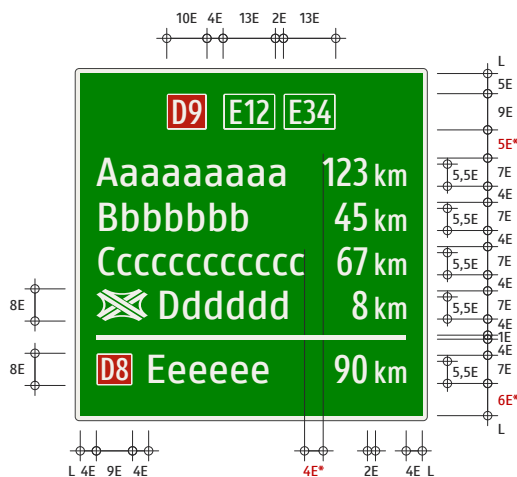 10E 4E 13E 2E 13E
L
5E
9E
5E*
7E
5,5E
4E
7E
5,5E
4E
7E
5,5E
4E
7E
5,5E
4E
1E
4E
7E
5,5E
6E*
L
D9 E12 E34
Aaaaaaaaa 123 km
Bbbbbbb 45 km
Cccccccccccc 67 km
Dddddd 8 km
D8 Eeeeee 90 km
8E
8E
L 4E 9E 4E 4E* 2E 4E L